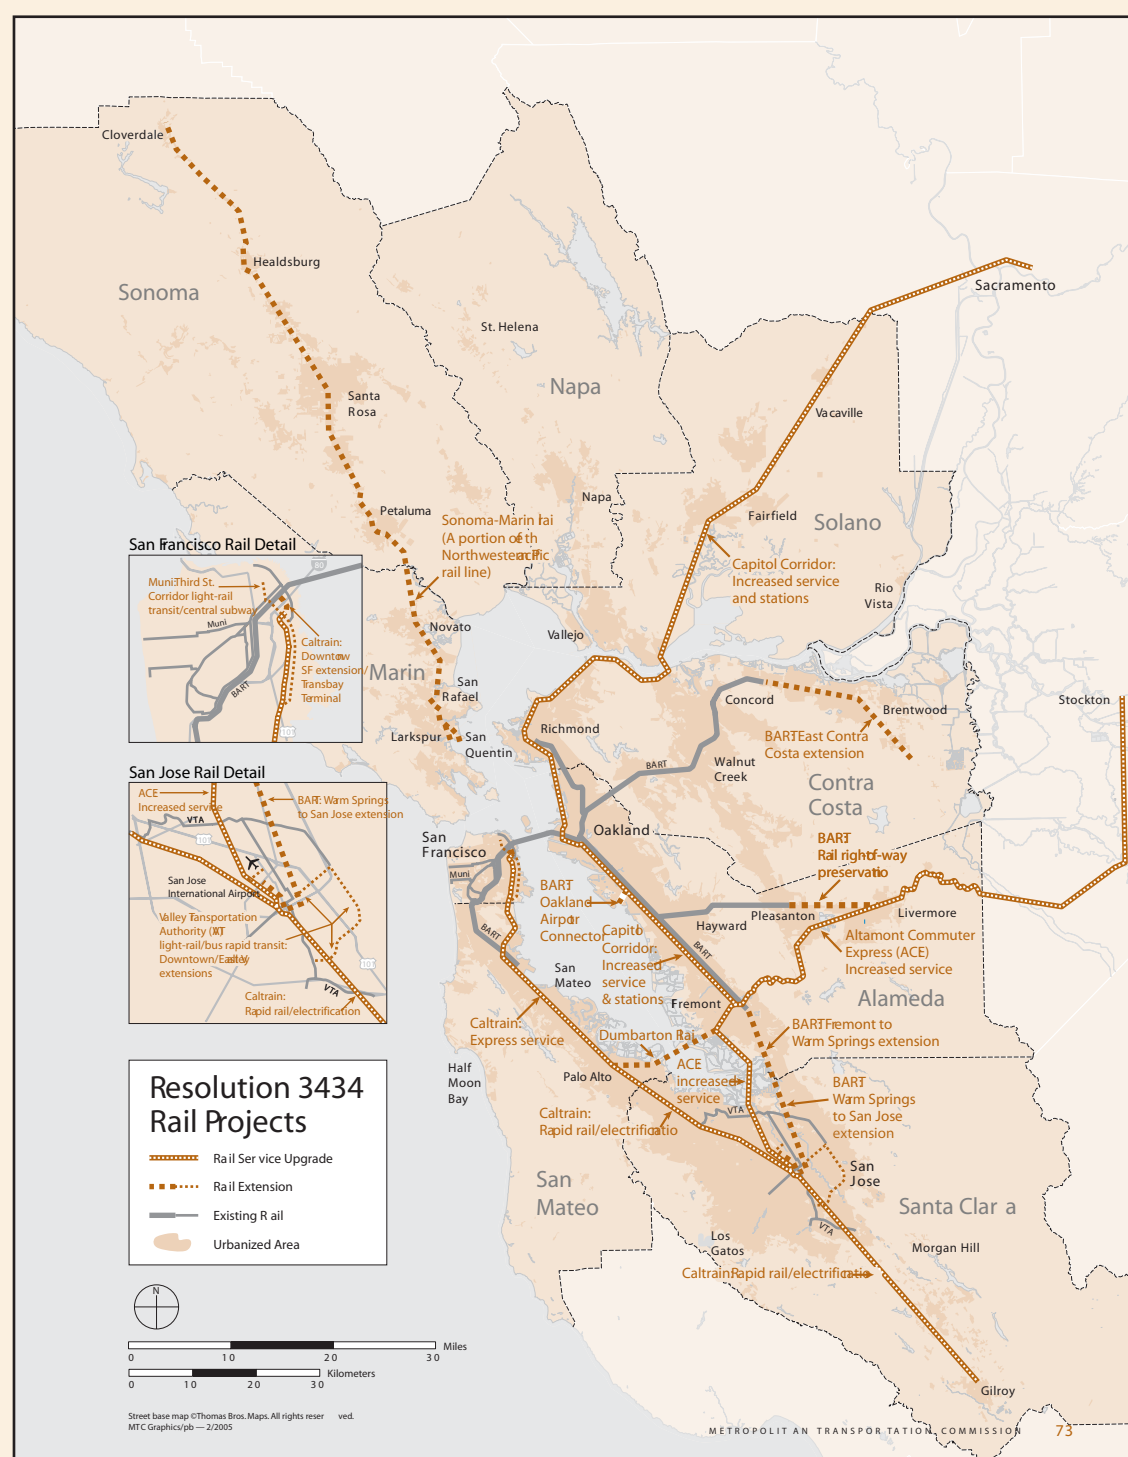 Cloverdale
Healdsburg
Sonoma
Sacramento
St. Helena
Napa
Santa
Rosa
Vacaville
Napa
Petaluma
Fairfield
Solano
Sonoma-Marin
(A portion of
Northwestern Pacific
rail line)
Capitol Corridor:
Increased service
and stations
Rio
Vista
Novato
Vallejo
Marin
San
Rafael
Larkspur
San
Quentin
Richmond
Concord
Brentwood
Stockton
BART: East Contra
Costa extension
BART
Walnut
Creek
Contra
Costa
San Francisco Rail Detail
80
Muni: Third St.
Corridor light-rail
transit/central subway
Muni
BART
Caltrain:
Downtown
SF extension/
Transbay
Terminal
101
San Jose Rail Detail
ACE
Increased service
BART: Warm Springs
to San Jose extension
VTA
101
San Jose
International Airport
Valley Transportation
Authority (VTA)
light-rail/bus rapid transit:
Downtown/East Valley
extensions
101
VTA
Caltrain:
Rapid rail/electrification
San
Francisco
Muni
BART
Oakland
BART:
Rail right-of-way
preservation
BART:
Oakland
Airport
Connector
Pleasanton
Livermore
Hayward
BART
Capitol
Corridor:
Increased
service
& stations
Altamont Commuter
Express (ACE)
Increased service
San
Mateo
Fremont
Alameda
Caltrain:
Express service
Dumbarton Rail
BART: Fremont to
Warm Springs extension
Half
Moon
Bay
Palo Alto
ACE
increased
service
BART:
Warm Springs
to San Jose
extension
Caltrain:
Rapid rail/electrification
VTA
San
Jose
San
Mateo
Santa Clara
VTA
Los
Gatos
Morgan Hill
Caltrain: Rapid rail/electrification
Gilroy
Resolution 3434
Rail Projects
Rail Service Upgrade
Rail Extension
Existing Rail
Urbanized Area
N
0 10 20 30 Miles
0 10 20 30 Kilometers
Street base map ©Thomas Bros. Maps. All rights reserved.
MTC Graphics/pb — 2/2005
METROPOLITAN TRANSPORTATION COMMISSION 73